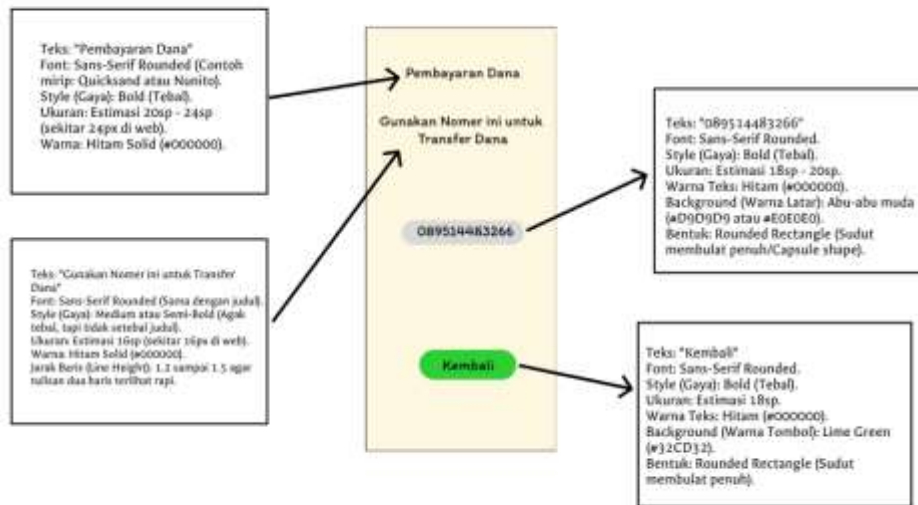 Teks: "Pembayaran Dana"
Font: Sans-Serif Rounded (Contoh
mirip: Quicksand atau Nunito).
Style (Gaya): Bold (Tebal).
Ukuran: Estimasi 20sp - 24sp
(sekitar 24px di web).
Warna: Hitam Solid (#000000).
Teks: "Gunakan Nomer ini untuk Transfer
Dana"
Font: Sans-Serif Rounded (Sama dengan judul).
Style (Gaya): Medium atau Semi-Bold (Agak
tebal, tapi tidak setebal judul).
Ukuran: Estimasi 16sp (sekitar 16px di web).
Warna: Hitam Solid (#000000).
Jarak Baris (Line Height): 1.2 sampai 1.5 agar
tulisan dua baris terlihat rapi.
Pembayaran Dana
Gunakan Nomer ini untuk
Transfer Dana
089514483266
Kembali
Teks: "089514483266"
Font: Sans-Serif Rounded.
Style (Gaya): Bold (Tebal).
Ukuran: Estimasi 18sp - 20sp.
Warna Teks: Hitam (#000000).
Background (Warna Latar): Abu-abu muda
(#D9D9D9 atau #E0E0E0).
Bentuk: Rounded Rectangle (Sudut
membulat penuh/Capsule shape).
Teks: "Kembali"
Font: Sans-Serif Rounded.
Style (Gaya): Bold (Tebal).
Ukuran: Estimasi 18sp.
Warna Teks: Hitam (#000000).
Background (Warna Tombol): Lime Green
(#32CD32).
Bentuk: Rounded Rectangle (Sudut
membulat penuh).